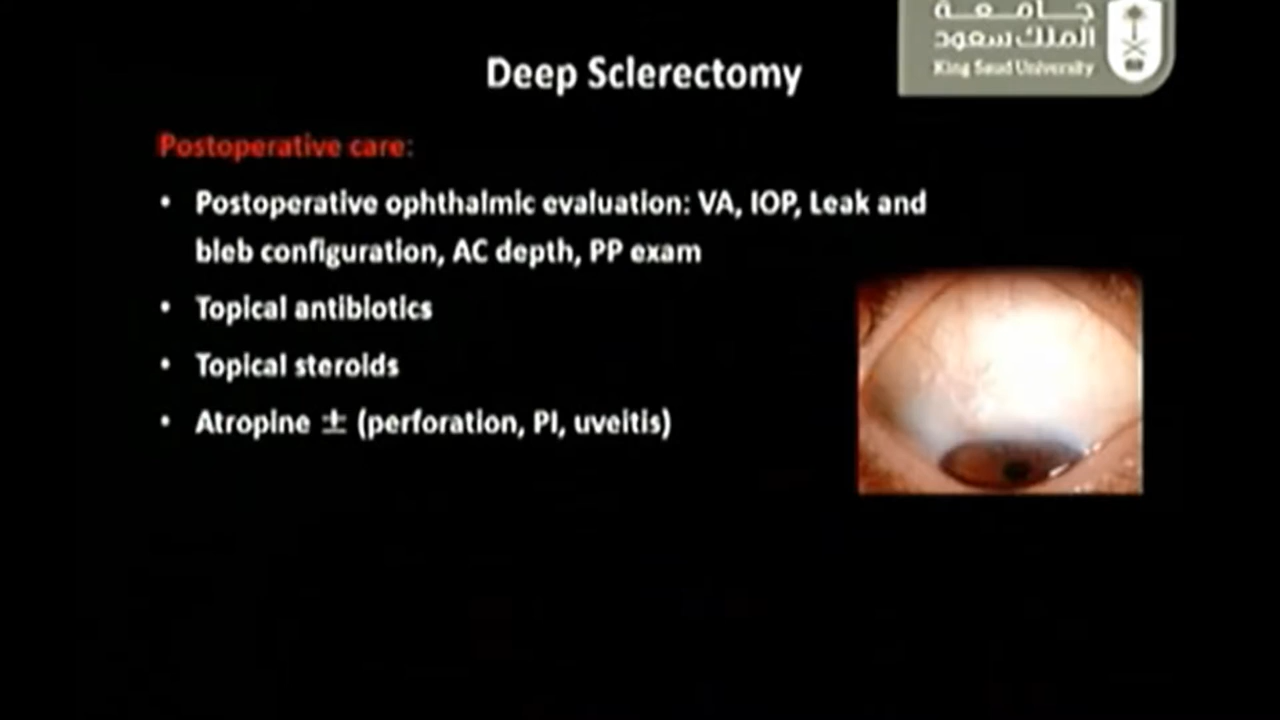 جامعة
الملك سعود
King Saud University
Deep Sclerectomy
Postoperative care:
• Postoperative ophthalmic evaluation: VA, IOP, Leak and
bleb configuration, AC depth, PP exam
• Topical antibiotics
• Topical steroids
• Atropine ± (perforation, PI, uveitis)